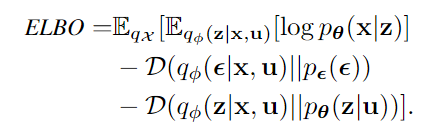 ELBO =𝔼_{q_𝒳}[𝔼_{q_ϕ(𝐳|𝐱,𝐮)}[log p_𝛉(𝐱|𝐳)]
− 𝒟(q_ϕ(𝛜|𝐱, 𝐮)||p_𝛜(𝛜))
− 𝒟(q_ϕ(𝐳|𝐱, 𝐮)||p_𝛉(𝐳|𝐮))].